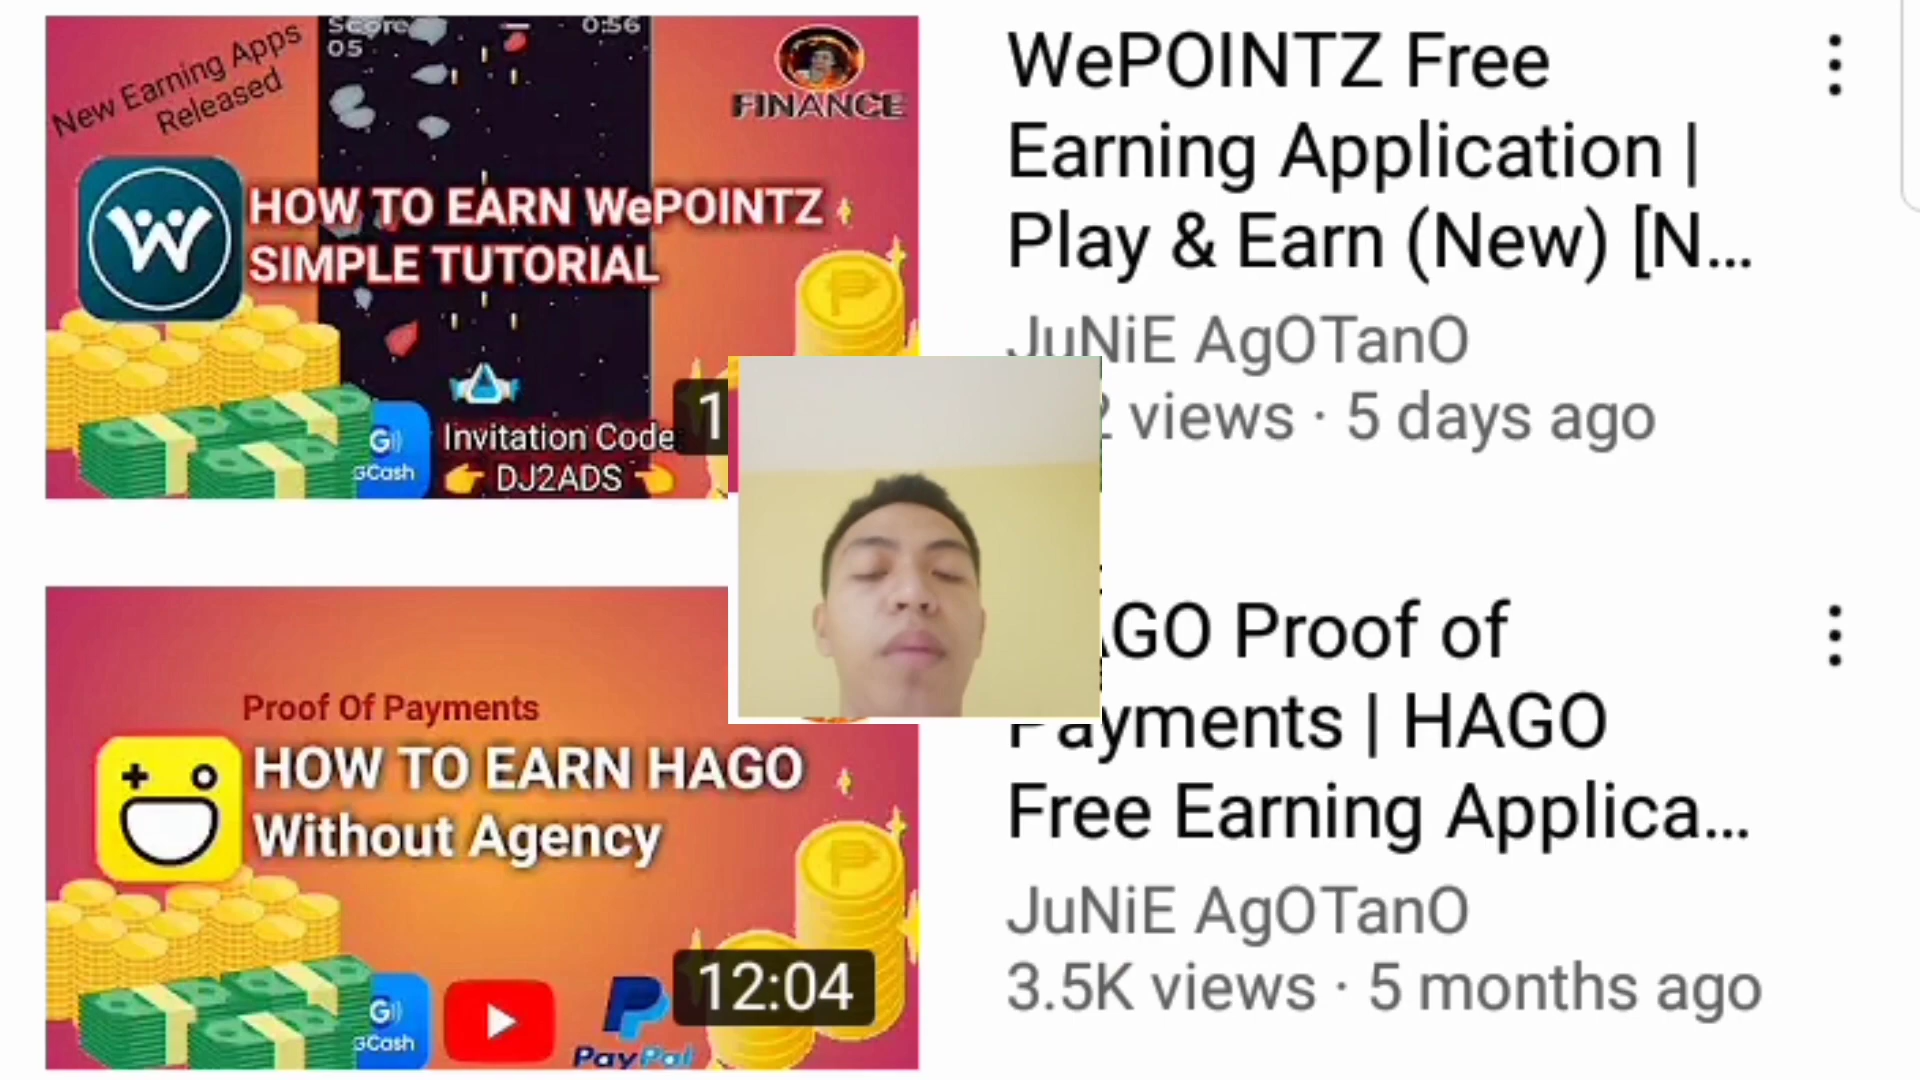 New Earning Apps
Released
Score
05
0:56
FINANCE
HOW TO EARN WePOINTZ
SIMPLE TUTORIAL
GCash
Invitation Code
👉 DJ2ADS 👈
WePOINTZ Free
Earning Application |
Play & Earn (New) [N...
JuNiE AgOTanO
views · 5 days ago
Proof Of Payments
HOW TO EARN HAGO
Without Agency
GCash
PayPal
12:04
HAGO Proof of
Payments | HAGO
Free Earning Applica...
JuNiE AgOTanO
3.5K views · 5 months ago